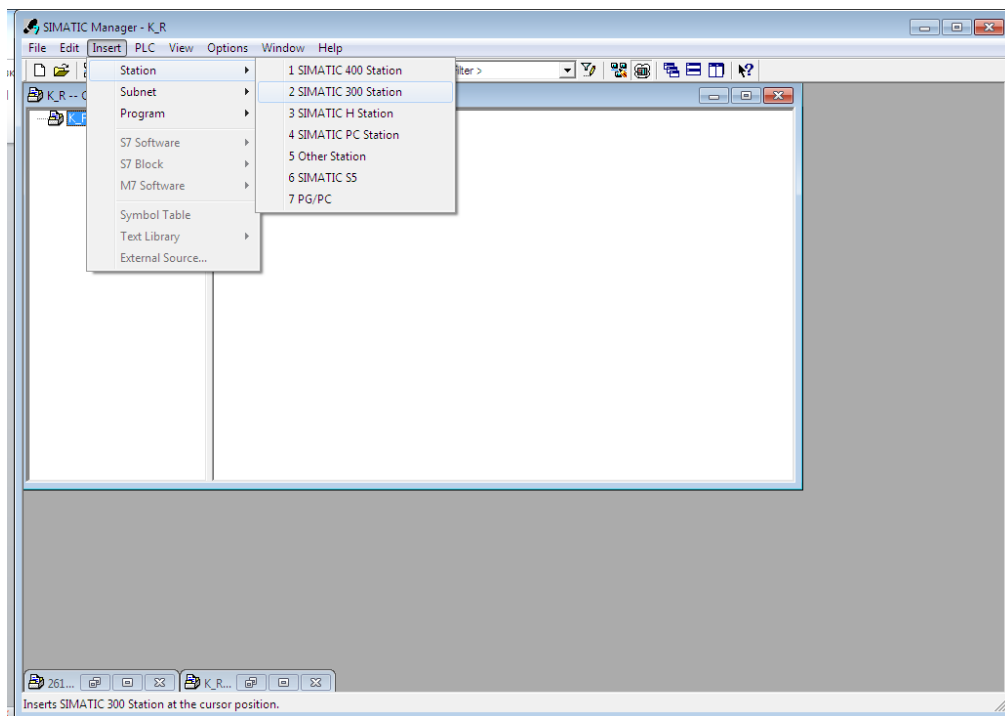 SIMATIC Manager - K_R
File Edit Insert PLC View Options Window Help
K_R -- 
Station
Subnet
Program
S7 Software
S7 Block
M7 Software
Symbol Table
Text Library
External Source...
1 SIMATIC 400 Station
2 SIMATIC 300 Station
3 SIMATIC H Station
4 SIMATIC PC Station
5 Other Station
6 SIMATIC S5
7 PG/PC
261... K_R...
Inserts SIMATIC 300 Station at the cursor position.